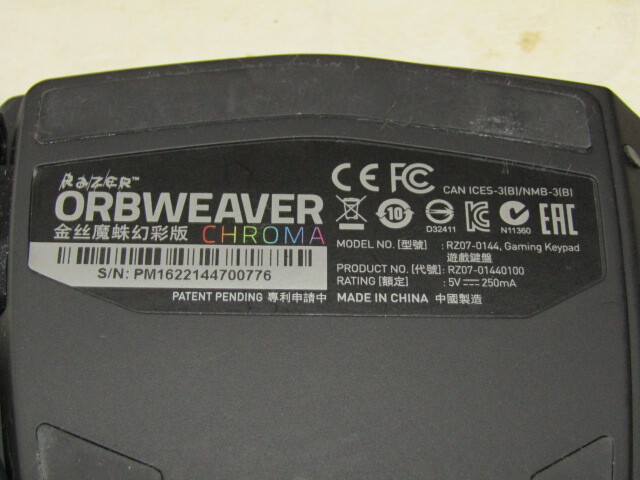 RAZER™
ORBWEAVER
金丝魔蛛幻彩版 CHROMA
S/N: PM1622144700776
PATENT PENDING 專利申請中
CE FC CAN ICES-3(B)/NMB-3(B)
10 D32411 N11360 EAC
MODEL NO. [型號] : RZ07-0144, Gaming Keypad
遊戲鍵盤
PRODUCT NO. [代號]: RZ07-01440100
RATING [額定] : 5V 250mA
MADE IN CHINA 中國製造